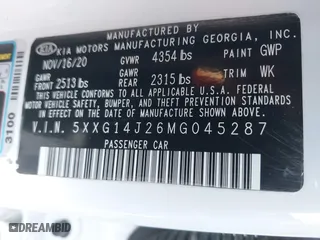 MANUFACTURED BY
KIA KIA MOTORS MANUFACTURING GEORGIA, INC.
NOV/16/20 GVWR 4354 lbs PAINT GWP
GAWR FRONT 2513 lbs GAWR REAR 2315 lbs TRIM WK
THIS VEHICLE CONFORMS TO ALL APPLICABLE FEDERAL MOTOR
VEHICLE SAFETY, BUMPER, AND THEFT PREVENTION STANDARDS
IN EFFECT ON THE DATE OF MANUFACTURE SHOWN ABOVE.
V.I.N. 5XXG14J26MG045287
PASSENGER CAR
3100